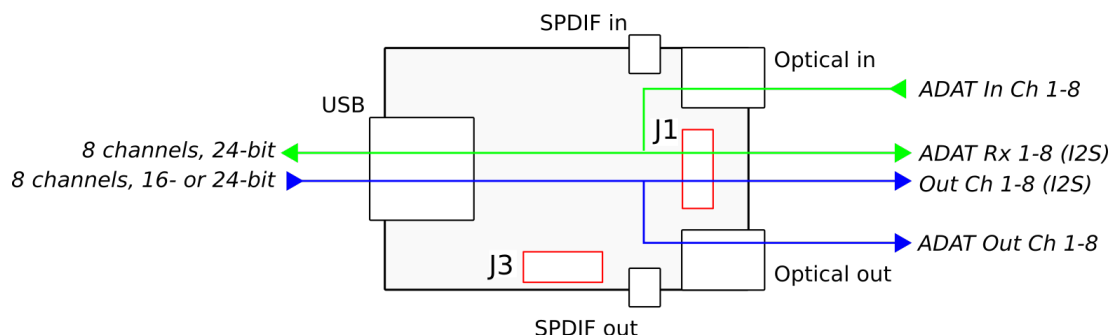 SPDIF in
Optical in
ADAT In Ch 1-8
USB
J1
8 channels, 24-bit
ADAT Rx 1-8 (I2S)
8 channels, 16- or 24-bit
Out Ch 1-8 (I2S)
ADAT Out Ch 1-8
J3
Optical out
SPDIF out